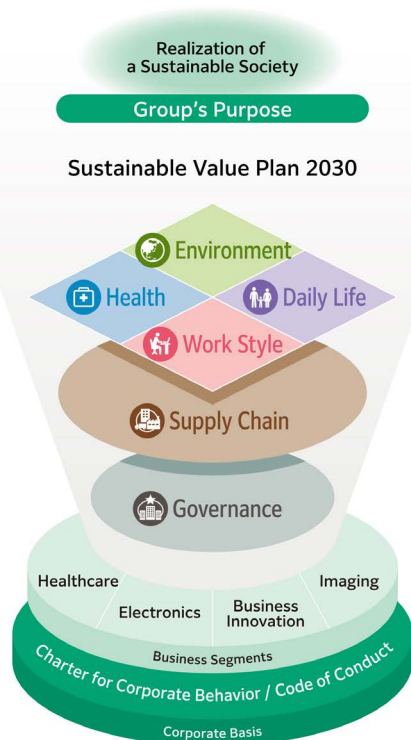 Realization of
a Sustainable Society
Group's Purpose
Sustainable Value Plan 2030
Environment
Health
Daily Life
Work Style
Supply Chain
Governance
Healthcare
Electronics
Business
Innovation
Imaging
Business Segments
Charter for Corporate Behavior / Code of Conduct
Corporate Basis